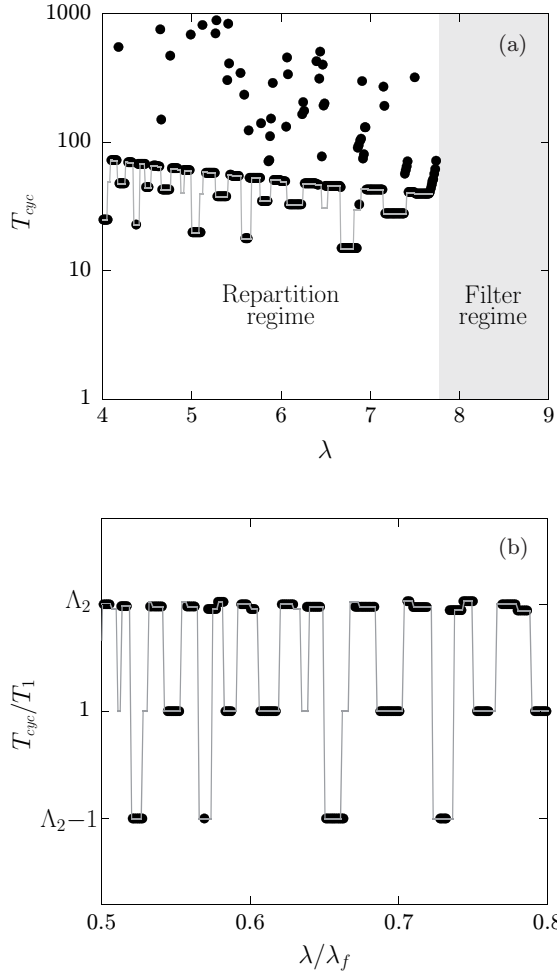 1000
(a)
100
T_cyc
10
Repartition
regime
Filter
regime
1
4
5
6
7
8
9
λ
(b)
Λ₂
T_cyc/T₁
1
Λ₂−1
0.5
0.6
0.7
0.8
λ/λ_f